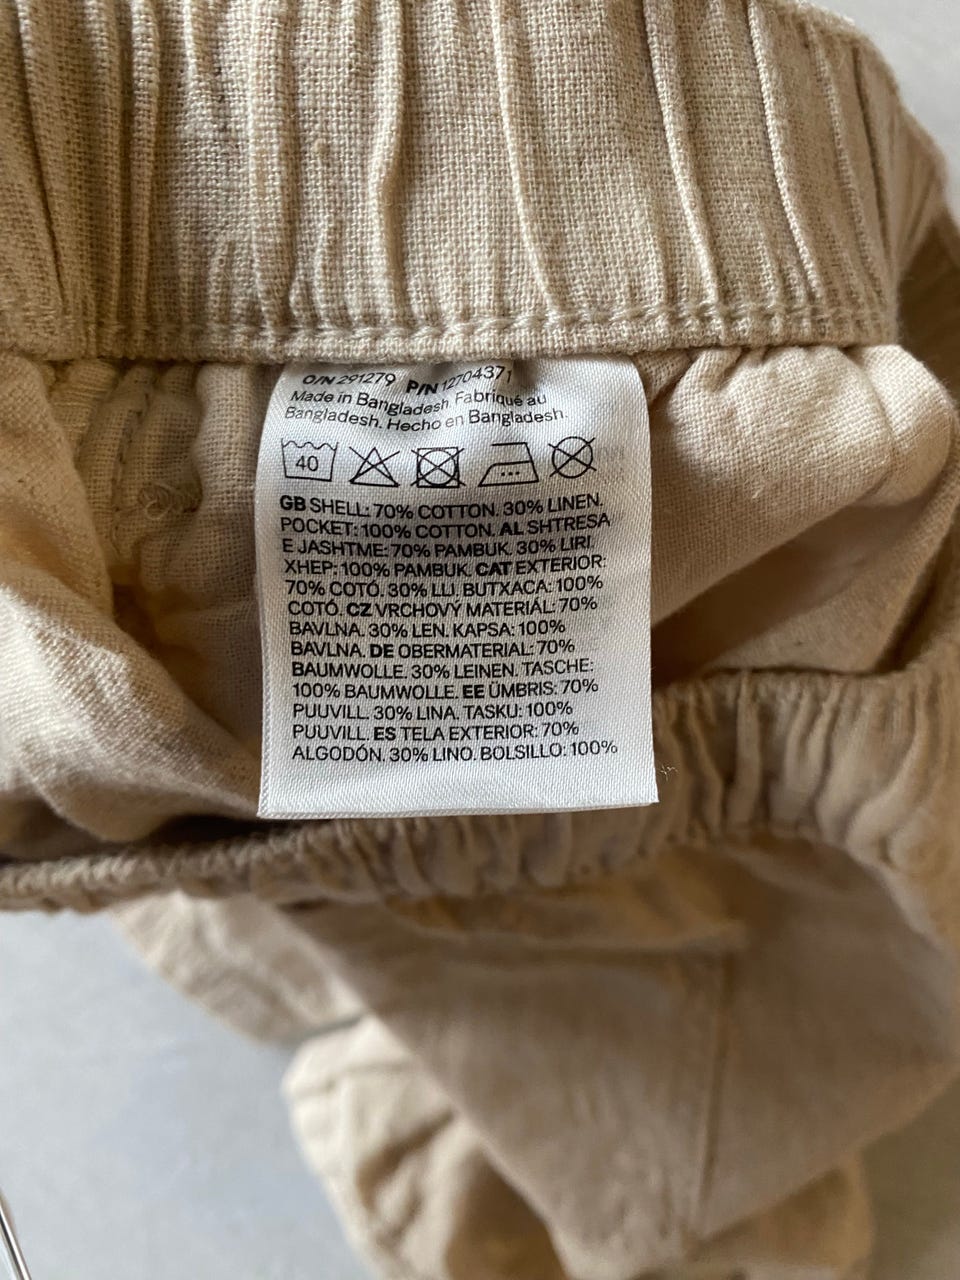 O/N 291279 P/N 12704371
Made in Bangladesh. Fabriqué au
Bangladesh. Hecho en Bangladesh.
40
GB SHELL: 70% COTTON. 30% LINEN.
POCKET: 100% COTTON. AL SHTRESA
E JASHTME: 70% PAMBUK. 30% LIRI.
XHEP: 100% PAMBUK. CAT EXTERIOR:
70% COTÓ. 30% LLI. BUTXACA: 100%
COTÓ. CZ VRCHOVÝ MATERIÁL: 70%
BAVLNA. 30% LEN. KAPSA: 100%
BAVLNA. DE OBERMATERIAL: 70%
BAUMWOLLE. 30% LEINEN. TASCHE:
100% BAUMWOLLE. EE ÜMBRIS: 70%
PUUVILL. 30% LINA. TASKU: 100%
PUUVILL. ES TELA EXTERIOR: 70%
ALGODÓN. 30% LINO. BOLSILLO: 100%